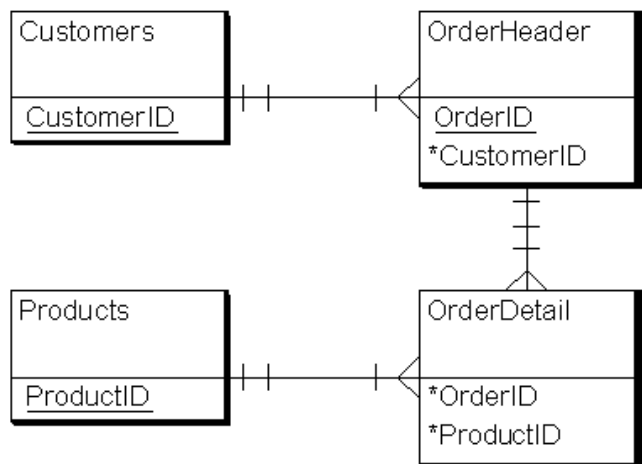 Customers
CustomerID
OrderHeader
OrderID
*CustomerID
Products
ProductID
OrderDetail
*OrderID
*ProductID